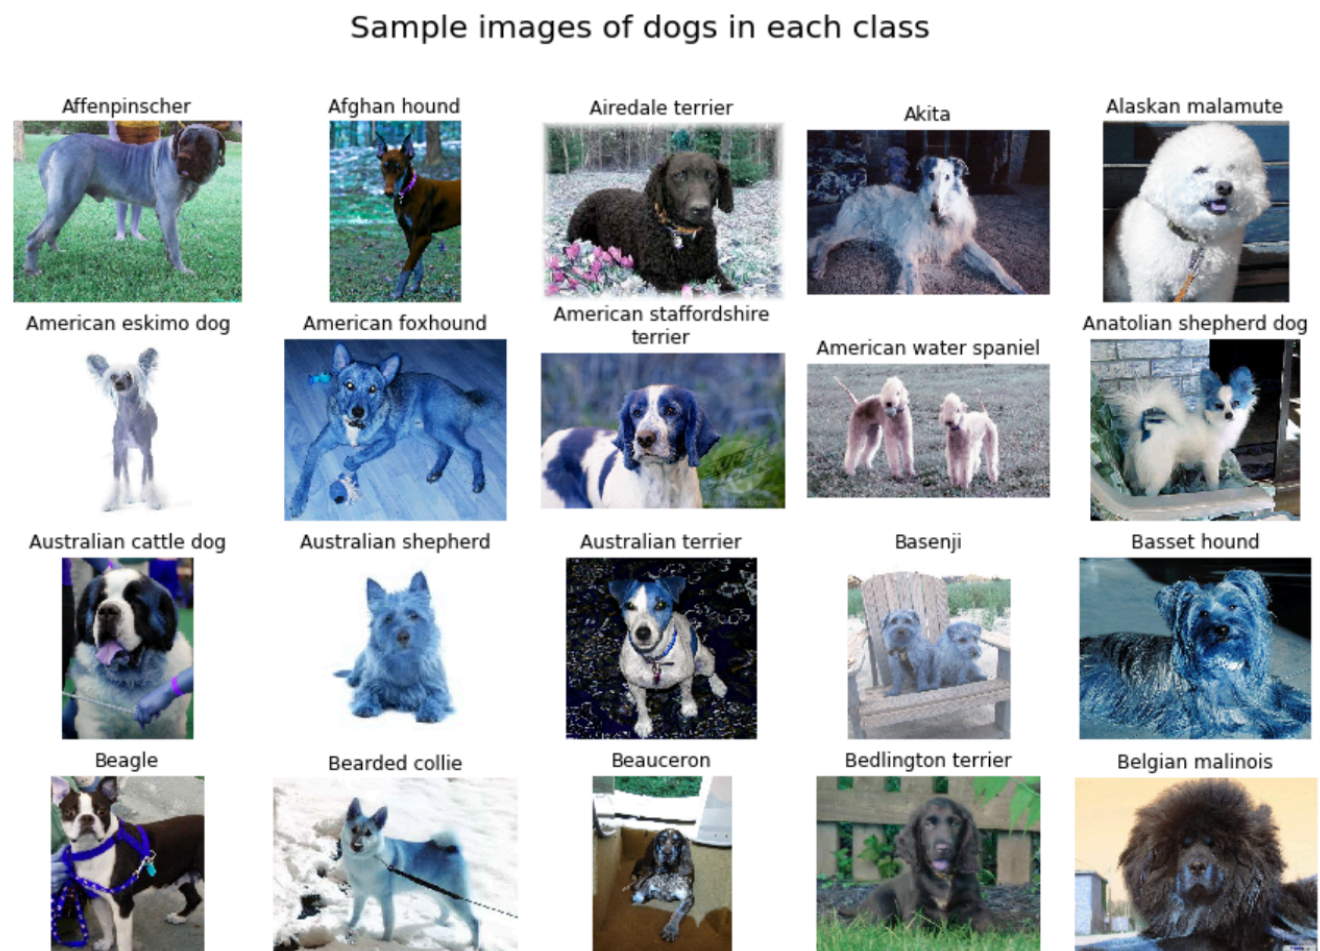 Sample images of dogs in each class
Affenpinscher
Afghan hound
Airedale terrier
Akita
Alaskan malamute
American eskimo dog
American foxhound
American staffordshire
terrier
American water spaniel
Anatolian shepherd dog
Australian cattle dog
Australian shepherd
Australian terrier
Basenji
Basset hound
Beagle
Bearded collie
Beauceron
Bedlington terrier
Belgian malinois